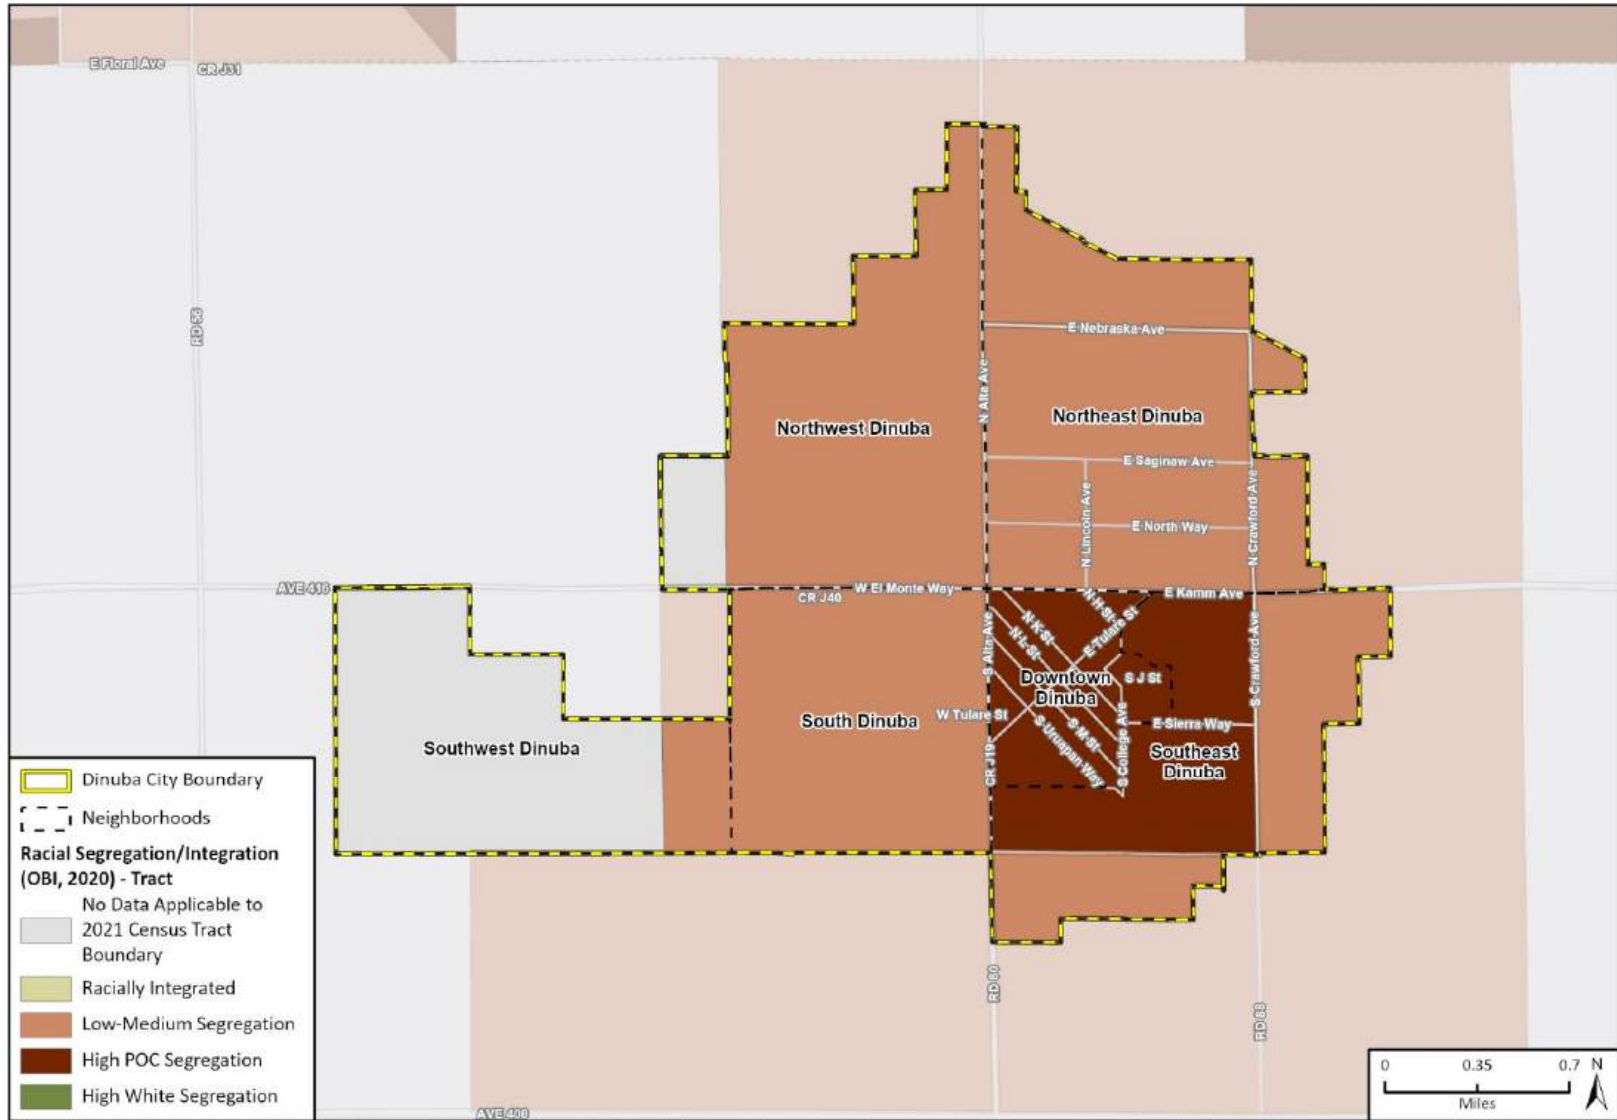 E Floral Ave
CR J31
RD 56
N Alta Ave
E Nebraska Ave
Northwest Dinuba
Northeast Dinuba
E Saginaw Ave
N Lincoln Ave
N Crawford Ave
E North Way
AVE 416
W El Monte Way
CR J40
E Kamm Ave
N H St
N K St
E Tulare St
N L St
S Alta Ave
S Crawford Ave
Downtown
Dinuba
S J St
South Dinuba
W Tulare St
E Sierra Way
Southwest Dinuba
S M St
S Uruapan Way
S College Ave
CR J19
Southeast
Dinuba
Dinuba City Boundary
Neighborhoods
Racial Segregation/Integration
(OBI, 2020) - Tract
No Data Applicable to
2021 Census Tract
Boundary
Racially Integrated
Low-Medium Segregation
High POC Segregation
High White Segregation
RD 80
RD 88
AVE 400
0 0.35 0.7
Miles
N